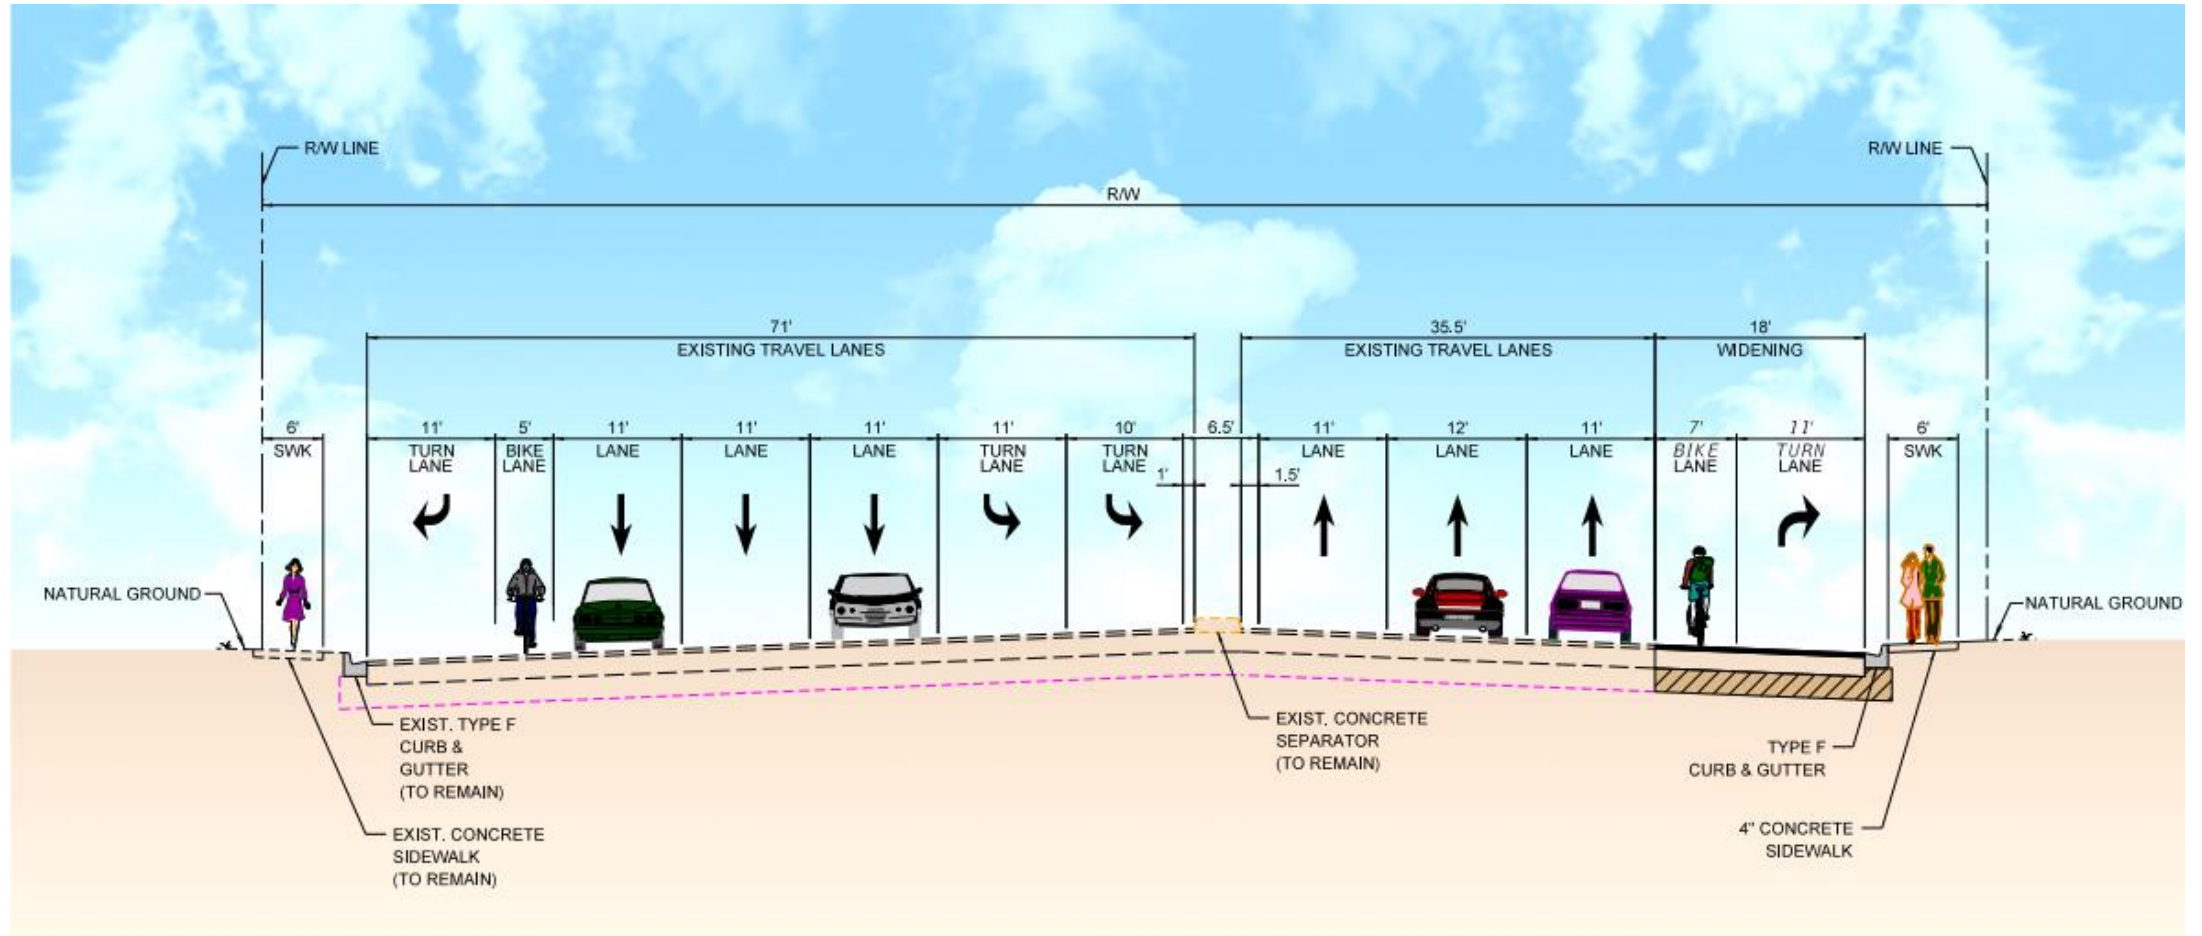 R/W LINE
R/W LINE
R/W
71'
EXISTING TRAVEL LANES
35.5'
EXISTING TRAVEL LANES
18'
WIDENING
6'
SWK
11'
TURN
LANE
5'
BIKE
LANE
11'
LANE
11'
LANE
11'
LANE
11'
TURN
LANE
10'
TURN
LANE
1'
6.5'
1.5'
11'
LANE
12'
LANE
11'
LANE
7'
BIKE
LANE
11'
TURN
LANE
6'
SWK
NATURAL GROUND
NATURAL GROUND
EXIST. TYPE F
CURB &
GUTTER
(TO REMAIN)
EXIST. CONCRETE
SIDEWALK
(TO REMAIN)
EXIST. CONCRETE
SEPARATOR
(TO REMAIN)
TYPE F
CURB & GUTTER
4" CONCRETE
SIDEWALK